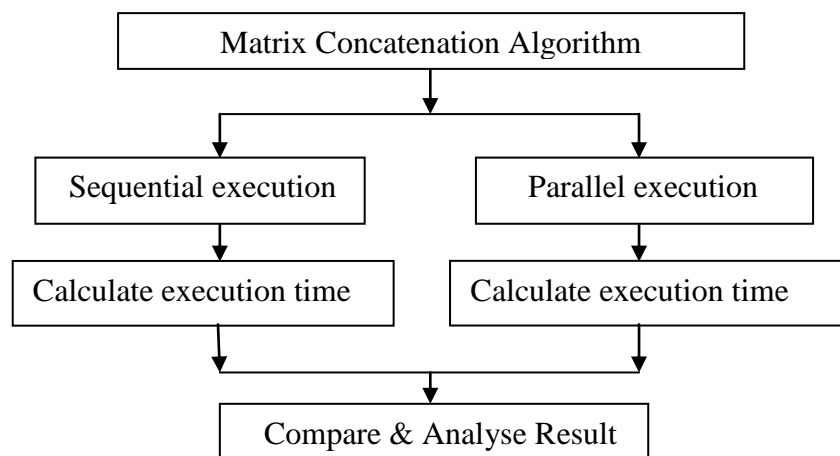 Matrix Concatenation Algorithm
Sequential execution
Parallel execution
Calculate execution time
Calculate execution time
Compare & Analyse Result